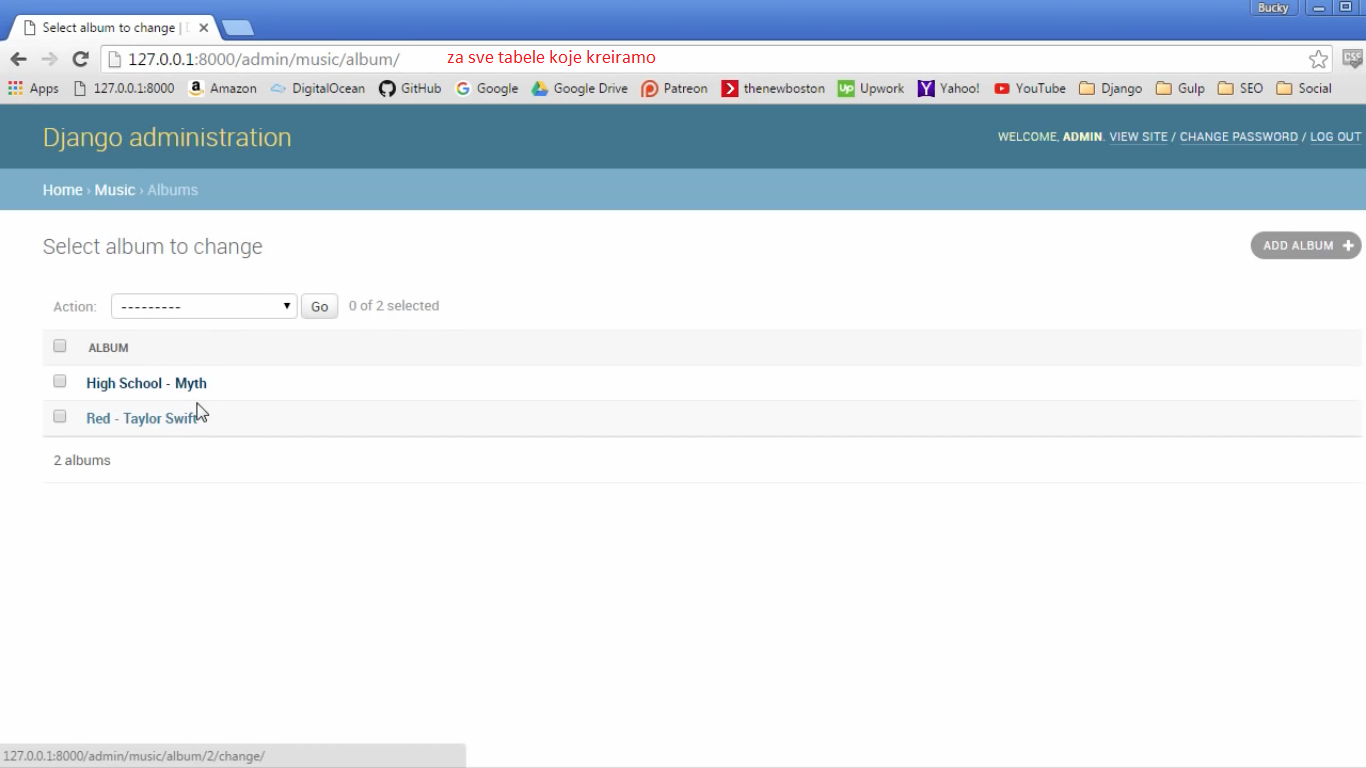 Bucky
Select album to change | D
127.0.0.1:8000/admin/music/album/ za sve tabele koje kreiramo
CSS
Apps 127.0.0.1:8000 a Amazon DigitalOcean GitHub G Google Google Drive Patreon thenewboston Up Upwork Y Yahoo! YouTube Django Gulp SEO Social
Django administration WELCOME, ADMIN. VIEW SITE / CHANGE PASSWORD / LOG OUT
Home › Music › Albums
Select album to change ADD ALBUM +
Action: --------- Go 0 of 2 selected
ALBUM
High School - Myth
Red - Taylor Swift
2 albums
127.0.0.1:8000/admin/music/album/2/change/